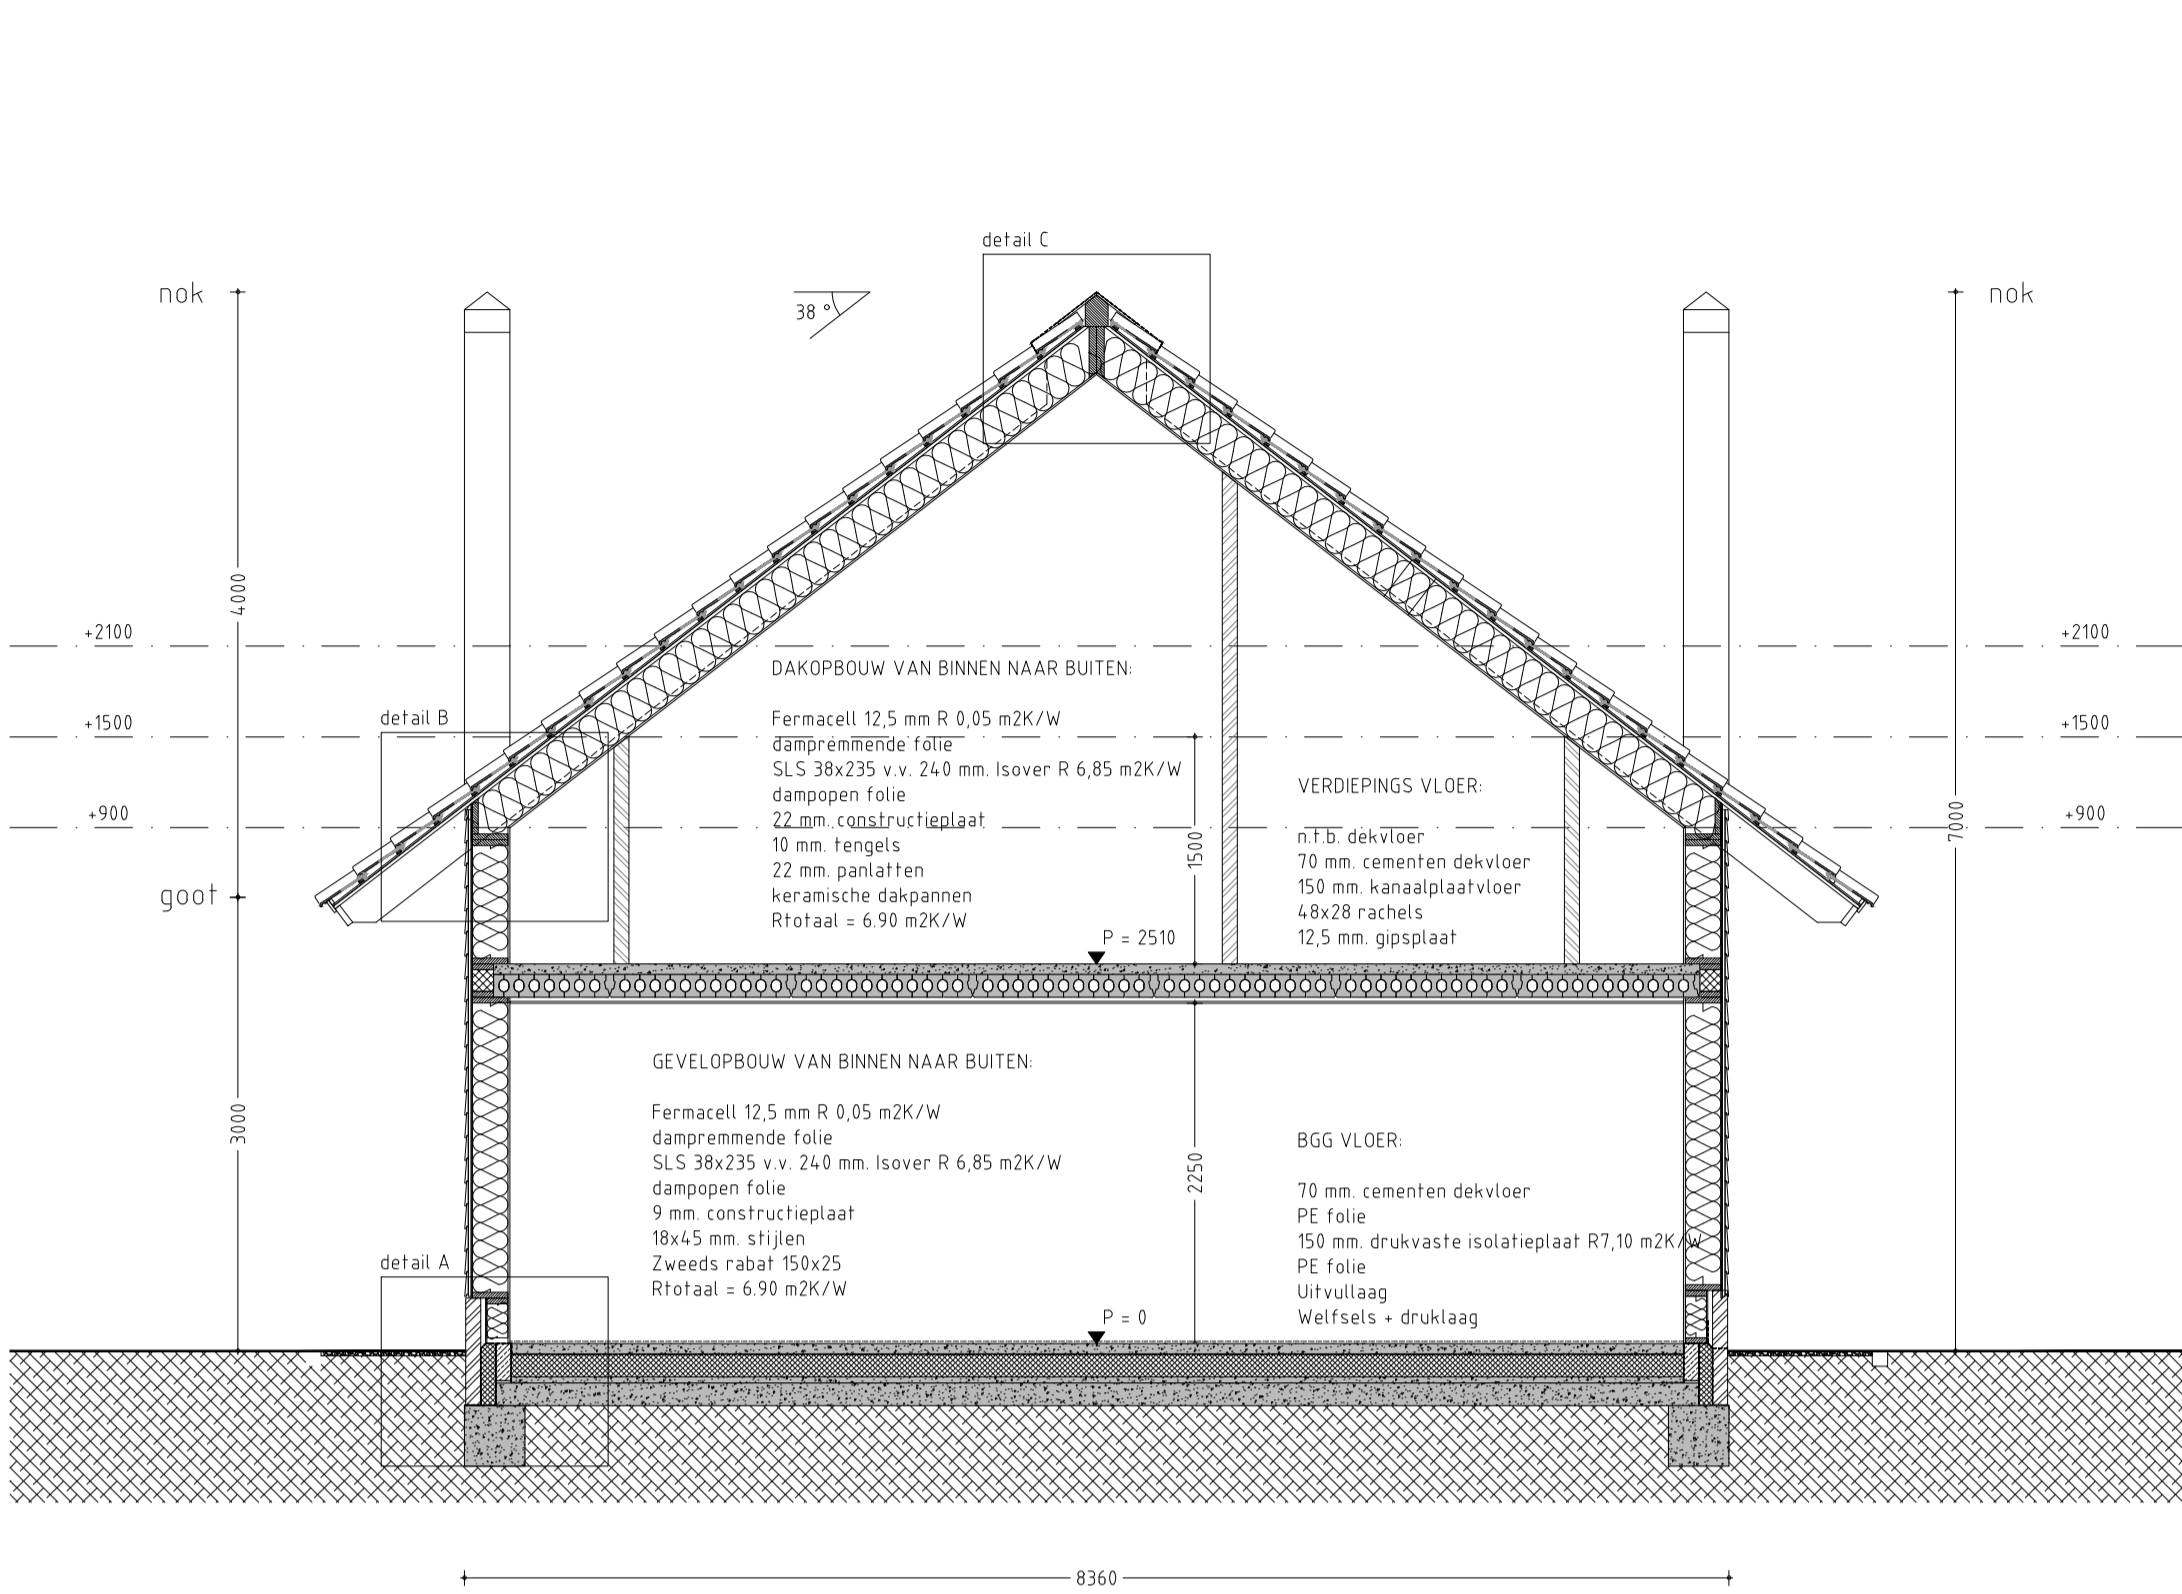 detail C
nok
nok
38 °
4000
+2100
+2100
DAKOPBOUW VAN BINNEN NAAR BUITEN:
Fermacell 12,5 mm R 0,05 m2K/W
dampremmende folie
SLS 38x235 v.v. 240 mm. Isover R 6,85 m2K/W
dampopen folie
22 mm. constructieplaat
10 mm. tengels
22 mm. panlatten
keramische dakpannen
Rtotaal = 6.90 m2K/W
detail B
+1500
+1500
+900
+900
goot
7000
1500
VERDIEPINGS VLOER:
n.t.b. dekvloer
70 mm. cementen dekvloer
150 mm. kanaalplaatvloer
48x28 rachels
12,5 mm. gipsplaat
P = 2510
GEVELOPBOUW VAN BINNEN NAAR BUITEN:
Fermacell 12,5 mm R 0,05 m2K/W
dampremmende folie
SLS 38x235 v.v. 240 mm. Isover R 6,85 m2K/W
dampopen folie
9 mm. constructieplaat
18x45 mm. stijlen
Zweeds rabat 150x25
Rtotaal = 6.90 m2K/W
3000
2250
BGG VLOER:
70 mm. cementen dekvloer
PE folie
150 mm. drukvaste isolatieplaat R7,10 m2K/W
PE folie
Uitvullaag
Welfsels + druklaag
detail A
P = 0
8360